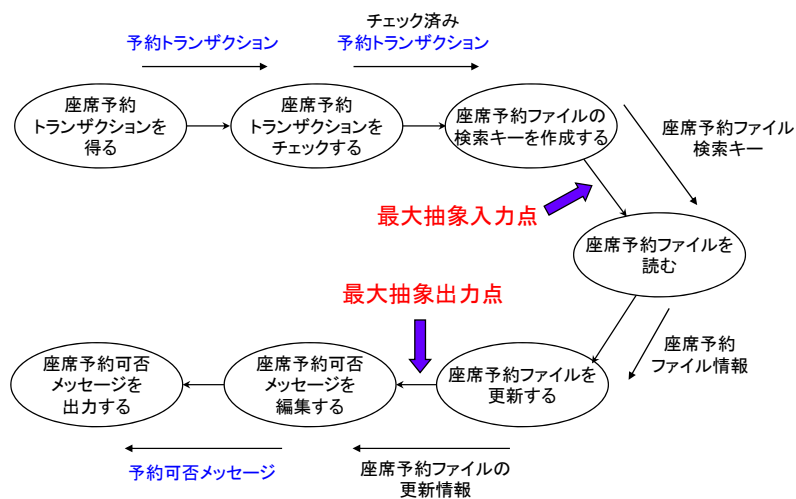 チェック済み
予約トランザクション
予約トランザクション
座席予約
トランザクションを
得る
座席予約
トランザクションを
チェックする
座席予約ファイルの
検索キーを作成する
座席予約ファイル
検索キー
最大抽象入力点
座席予約ファイルを
読む
最大抽象出力点
座席予約
ファイル情報
座席予約可否
メッセージを
出力する
座席予約可否
メッセージを
編集する
座席予約ファイルを
更新する
予約可否メッセージ
座席予約ファイルの
更新情報